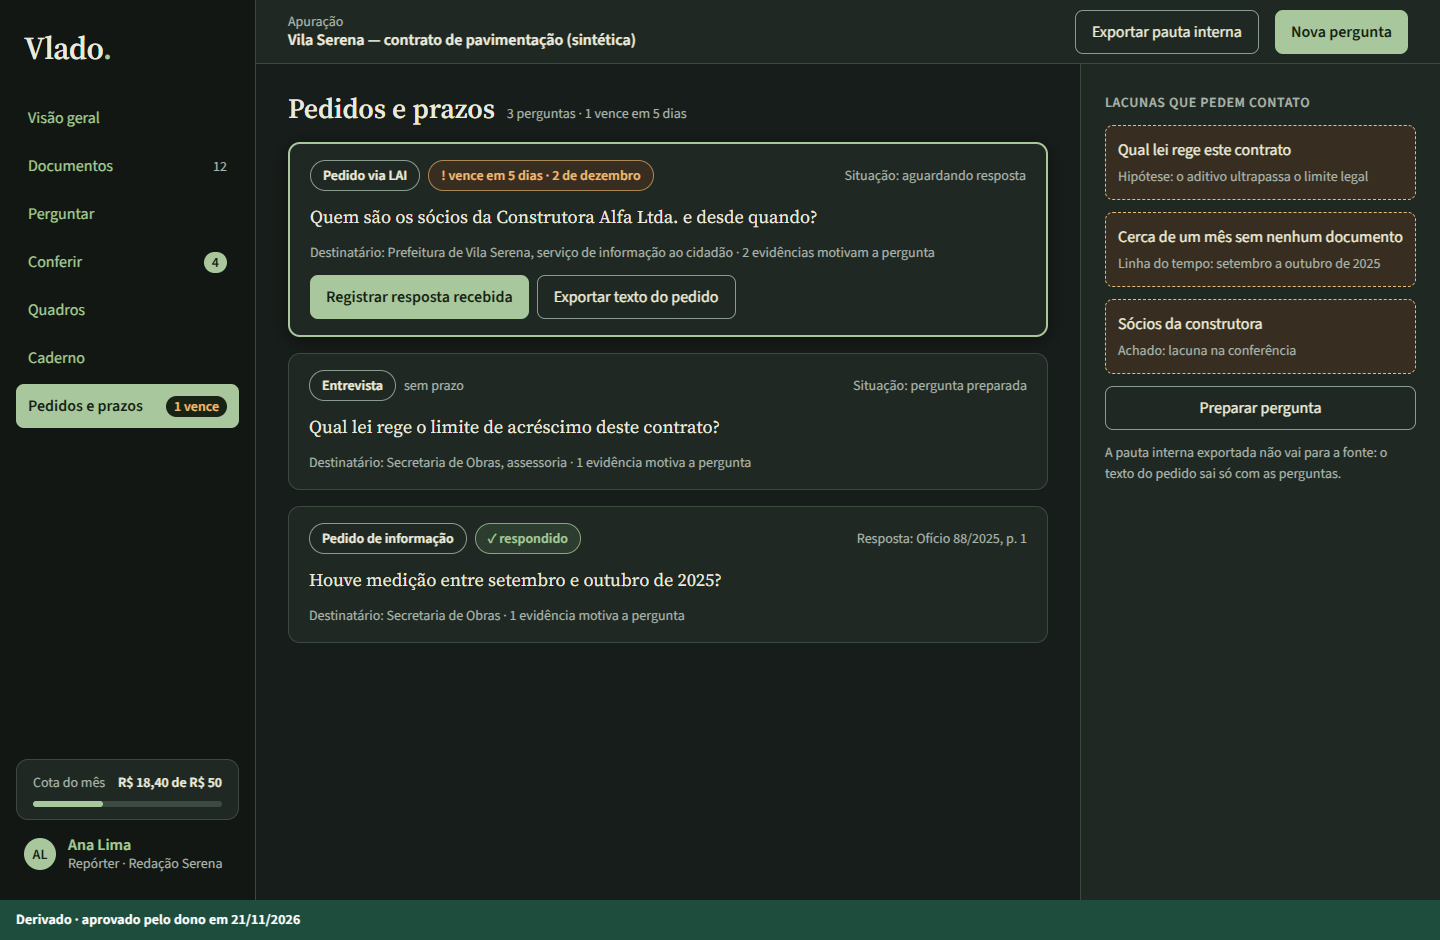 Vlado.
Visão geral
Documentos 12
Perguntar
Conferir 4
Quadros
Caderno
Pedidos e prazos 1 vence
Cota do mês R$ 18,40 de R$ 50
AL
Ana Lima
Repórter · Redação Serena
Apuração
Vila Serena — contrato de pavimentação (sintética)
Exportar pauta interna
Nova pergunta
Pedidos e prazos 3 perguntas · 1 vence em 5 dias
Pedido via LAI ! vence em 5 dias · 2 de dezembro Situação: aguardando resposta
Quem são os sócios da Construtora Alfa Ltda. e desde quando?
Destinatário: Prefeitura de Vila Serena, serviço de informação ao cidadão · 2 evidências motivam a pergunta
Registrar resposta recebida Exportar texto do pedido
Entrevista sem prazo Situação: pergunta preparada
Qual lei rege o limite de acréscimo deste contrato?
Destinatário: Secretaria de Obras, assessoria · 1 evidência motiva a pergunta
Pedido de informação ✓ respondido Resposta: Ofício 88/2025, p. 1
Houve medição entre setembro e outubro de 2025?
Destinatário: Secretaria de Obras · 1 evidência motiva a pergunta
LACUNAS QUE PEDEM CONTATO
Qual lei rege este contrato
Hipótese: o aditivo ultrapassa o limite legal
Cerca de um mês sem nenhum documento
Linha do tempo: setembro a outubro de 2025
Sócios da construtora
Achado: lacuna na conferência
Preparar pergunta
A pauta interna exportada não vai para a fonte: o
texto do pedido sai só com as perguntas.
Derivado · aprovado pelo dono em 21/11/2026